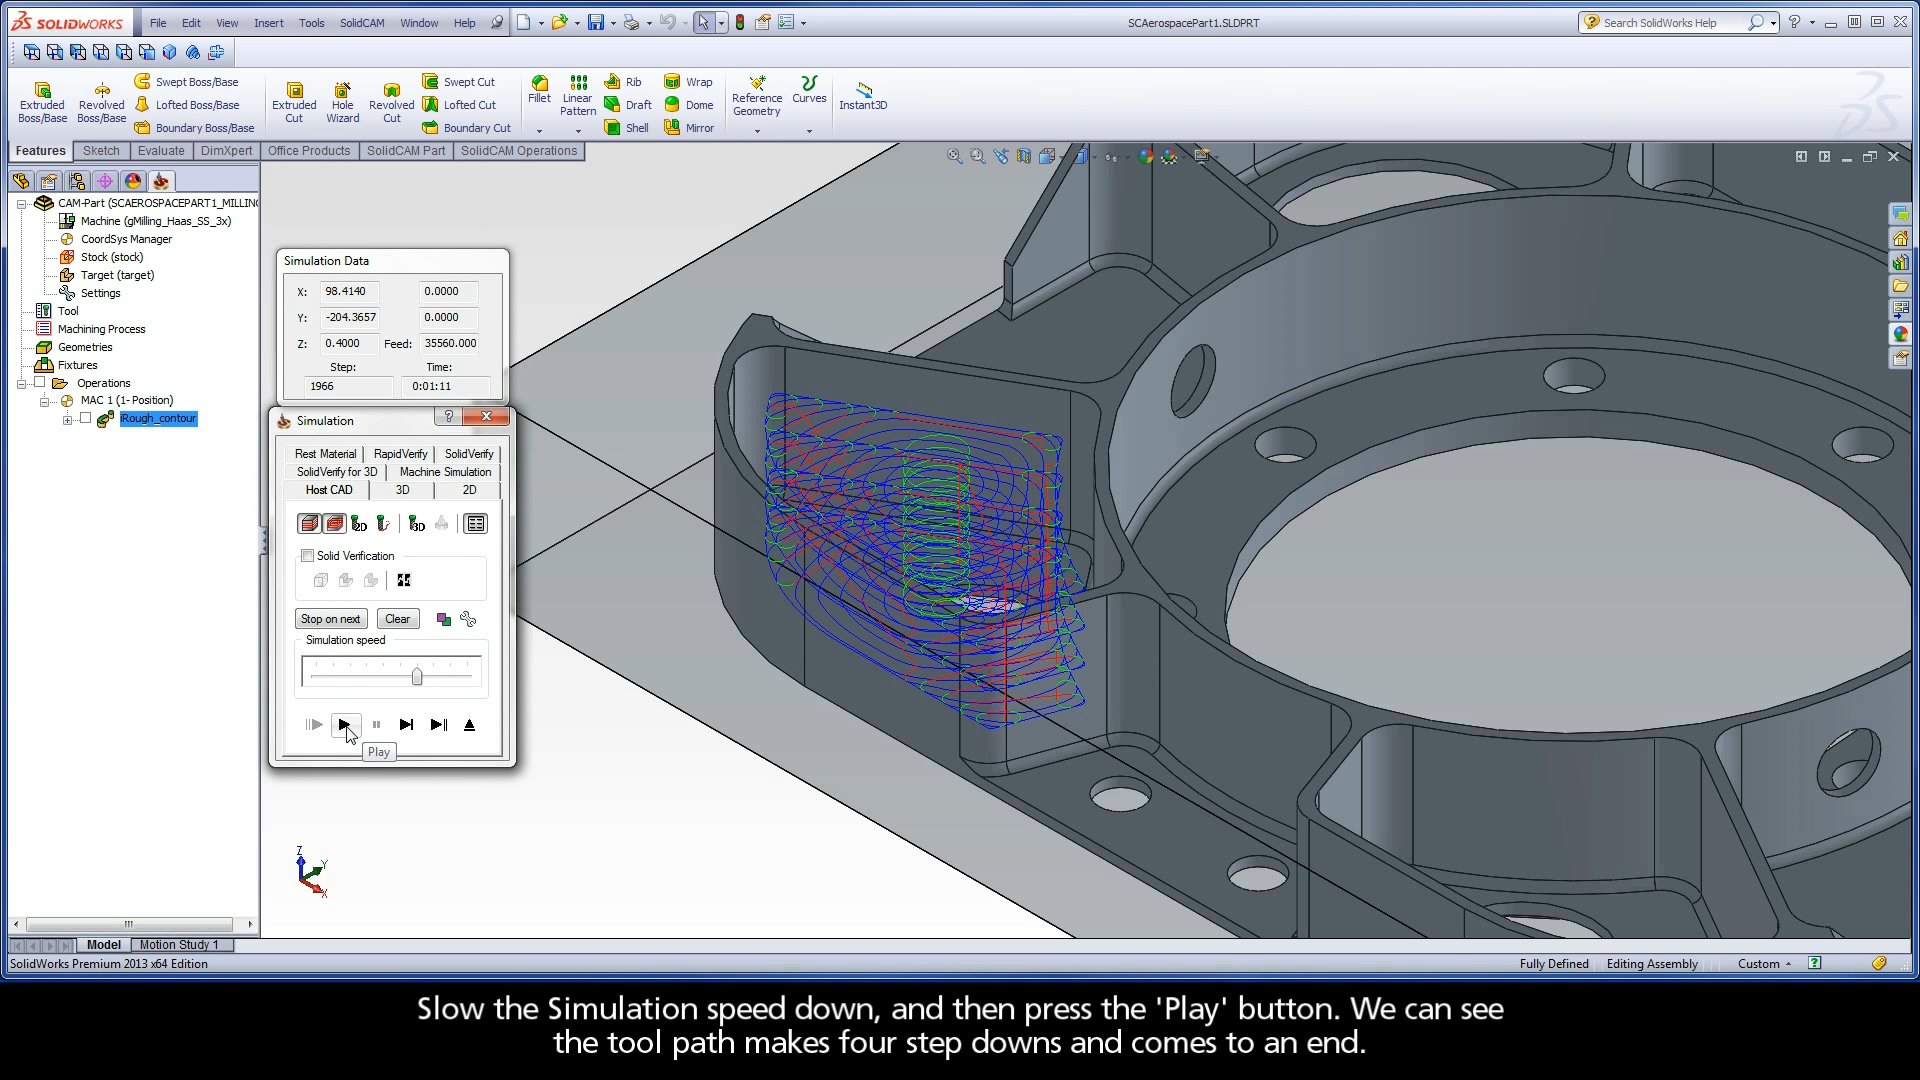 SOLIDWORKS File Edit View Insert Tools SolidCAM Window Help SCAerospacePart1.SLDPRT Search SolidWorks Help
Extruded Boss/Base
Revolved Boss/Base
Swept Boss/Base
Lofted Boss/Base
Boundary Boss/Base
Extruded Cut
Hole Wizard
Revolved Cut
Swept Cut
Lofted Cut
Boundary Cut
Fillet
Linear Pattern
Rib
Draft
Shell
Wrap
Dome
Mirror
Reference Geometry
Curves
Instant3D
Features Sketch Evaluate DimXpert Office Products SolidCAM Part SolidCAM Operations
CAM-Part (SCAEROSPACEPART1_MILLING
Machine (gMilling_Haas_SS_3x)
CoordSys Manager
Stock (stock)
Target (target)
Settings
Tool
Machining Process
Geometries
Fixtures
Operations
MAC 1 (1- Position)
iRough_contour
Simulation Data
X: 98.4140 0.0000
Y: -204.3657 0.0000
Z: 0.4000 Feed: 35560.000
Step: Time:
1966 0:01:11
Simulation
Rest Material RapidVerify SolidVerify
SolidVerify for 3D Machine Simulation
Host CAD 3D 2D
2D 3D
Solid Verification
Stop on next Clear
Simulation speed
Play
Z
Y
X
Model Motion Study 1
SolidWorks Premium 2013 x64 Edition Fully Defined Editing Assembly Custom
Slow the Simulation speed down, and then press the 'Play' button. We can see
the tool path makes four step downs and comes to an end.